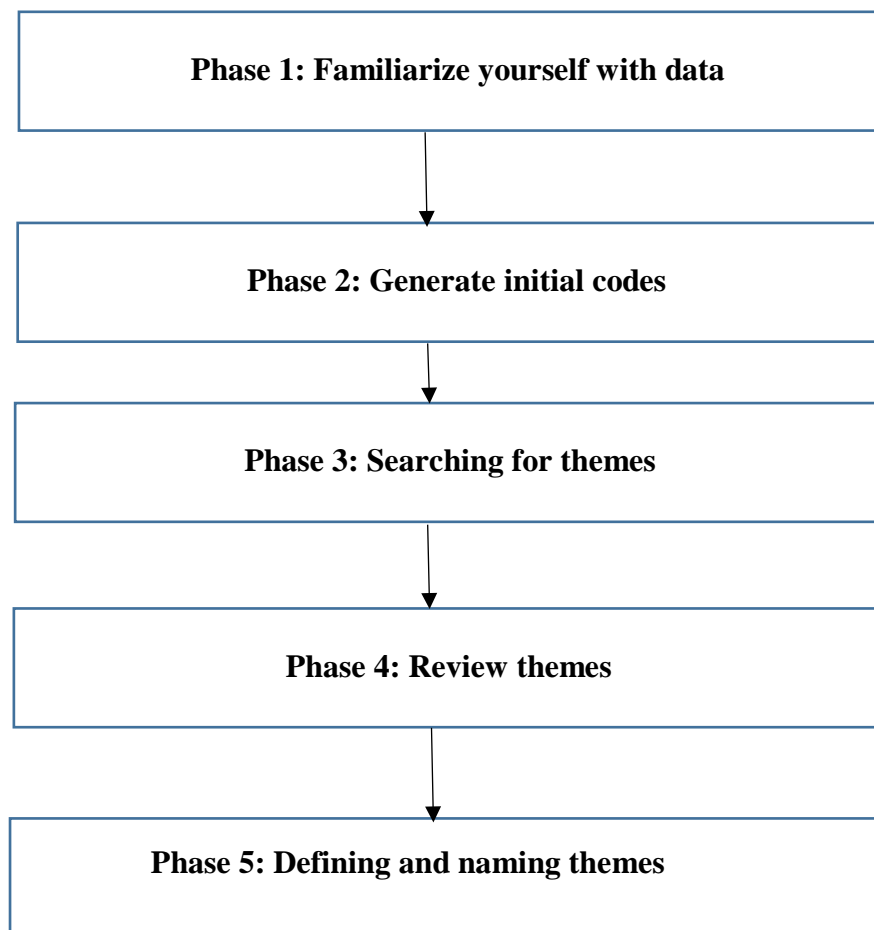 Phase 1: Familiarize yourself with data
Phase 2: Generate initial codes
Phase 3: Searching for themes
Phase 4: Review themes
Phase 5: Defining and naming themes